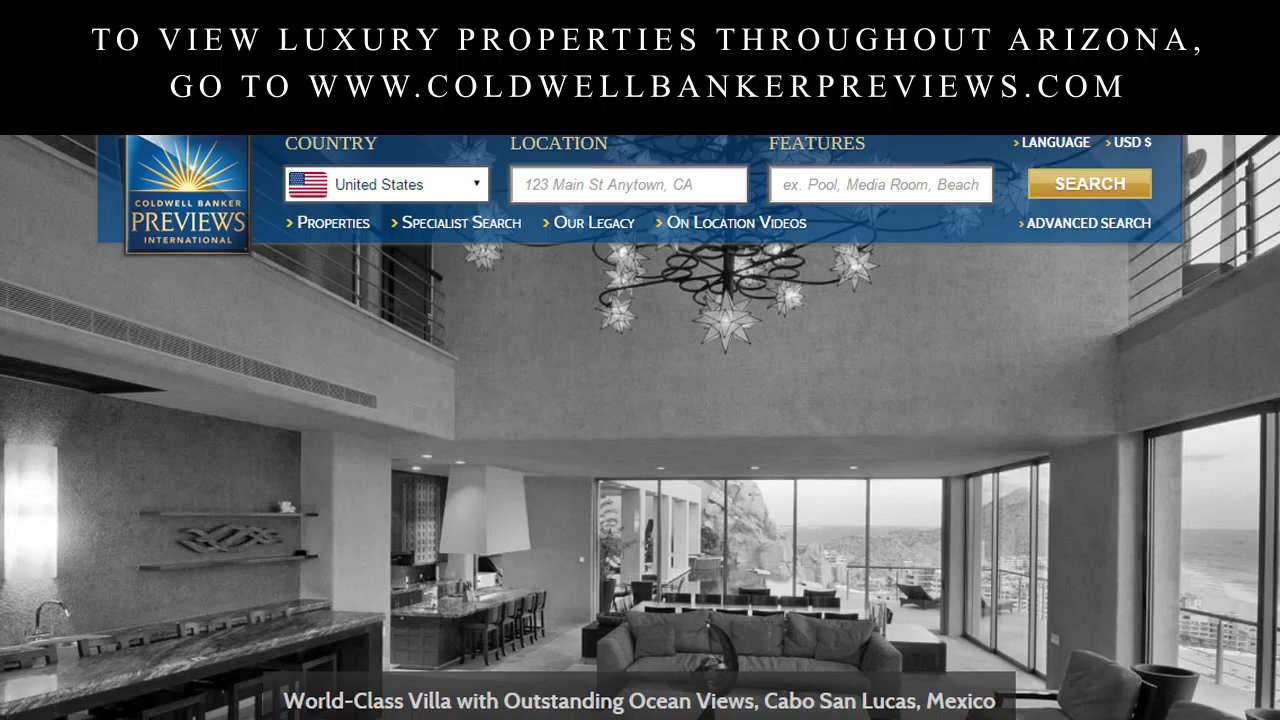 TO VIEW LUXURY PROPERTIES THROUGHOUT ARIZONA,
GO TO WWW.COLDWELLBANKERPREVIEWS.COM
COUNTRY LOCATION FEATURES › LANGUAGE › USD $
United States 123 Main St Anytown, CA ex. Pool, Media Room, Beach SEARCH
COLDWELL BANKER
PREVIEWS
INTERNATIONAL
› PROPERTIES › SPECIALIST SEARCH › OUR LEGACY › ON LOCATION VIDEOS › ADVANCED SEARCH
World-Class Villa with Outstanding Ocean Views, Cabo San Lucas, Mexico